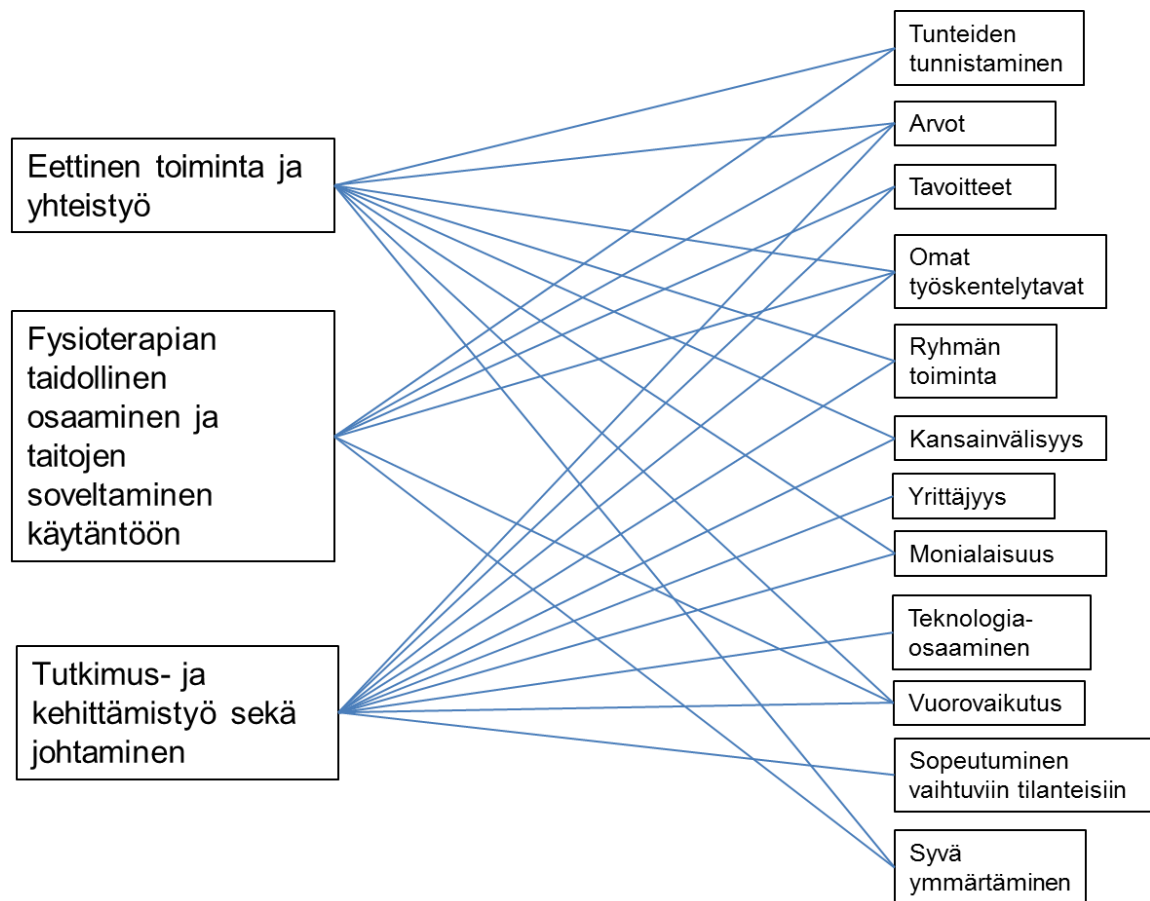 Eettinen toiminta ja
yhteistyö
Fysioterapian
taidollinen
osaaminen ja
taitojen
soveltaminen
käytäntöön
Tutkimus- ja
kehittämistyö sekä
johtaminen
Tunteiden
tunnistaminen
Arvot
Tavoitteet
Omat
työskentelytavat
Ryhmän
toiminta
Kansainvälisyys
Yrittäjyys
Monialaisuus
Teknologia-
osaaminen
Vuorovaikutus
Sopeutuminen
vaihtuviin tilanteisiin
Syvä
ymmärtäminen